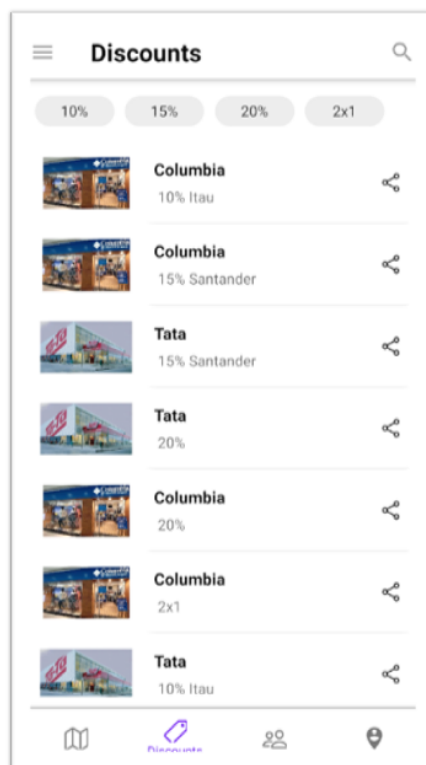 Discounts
10% 15% 20% 2x1
Columbia
10% Itau
Columbia
15% Santander
Tata
15% Santander
Tata
20%
Columbia
20%
Columbia
2x1
Tata
10% Itau
Discounts